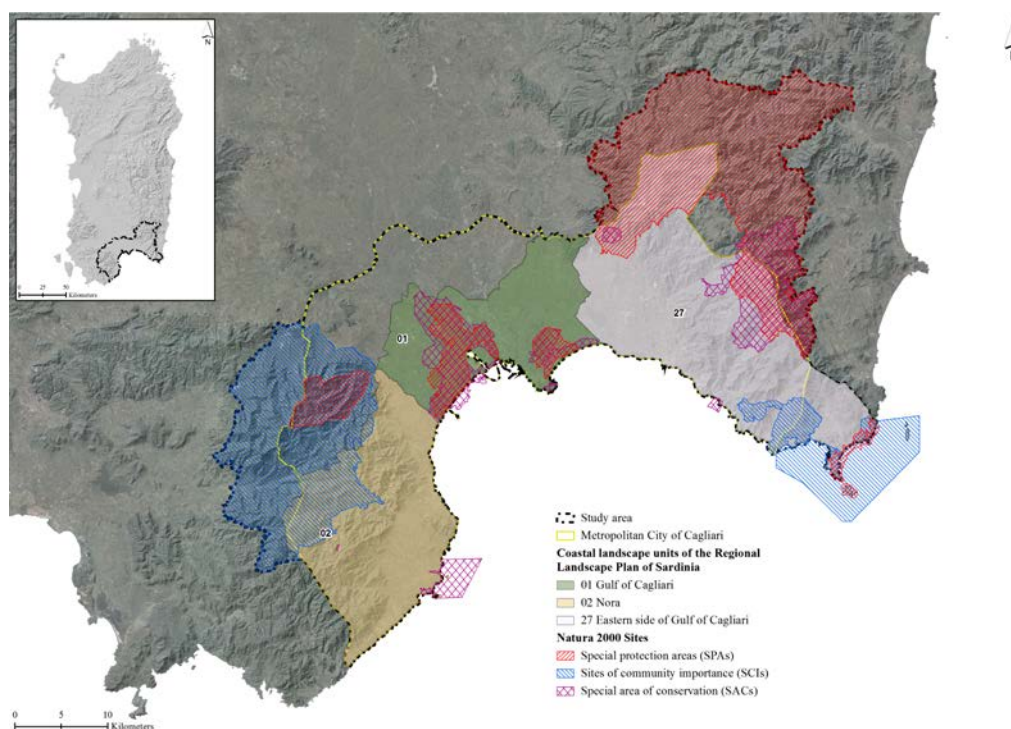 N
0 25 50
Kilometers
N
27
01
02
Study area
Metropolitan City of Cagliari
Coastal landscape units of the Regional
Landscape Plan of Sardinia
01 Gulf of Cagliari
02 Nora
27 Eastern side of Gulf of Cagliari
Natura 2000 Sites
Special protection areas (SPAs)
Sites of community importance (SCIs)
Special area of conservation (SACs)
0 5 10
Kilometers